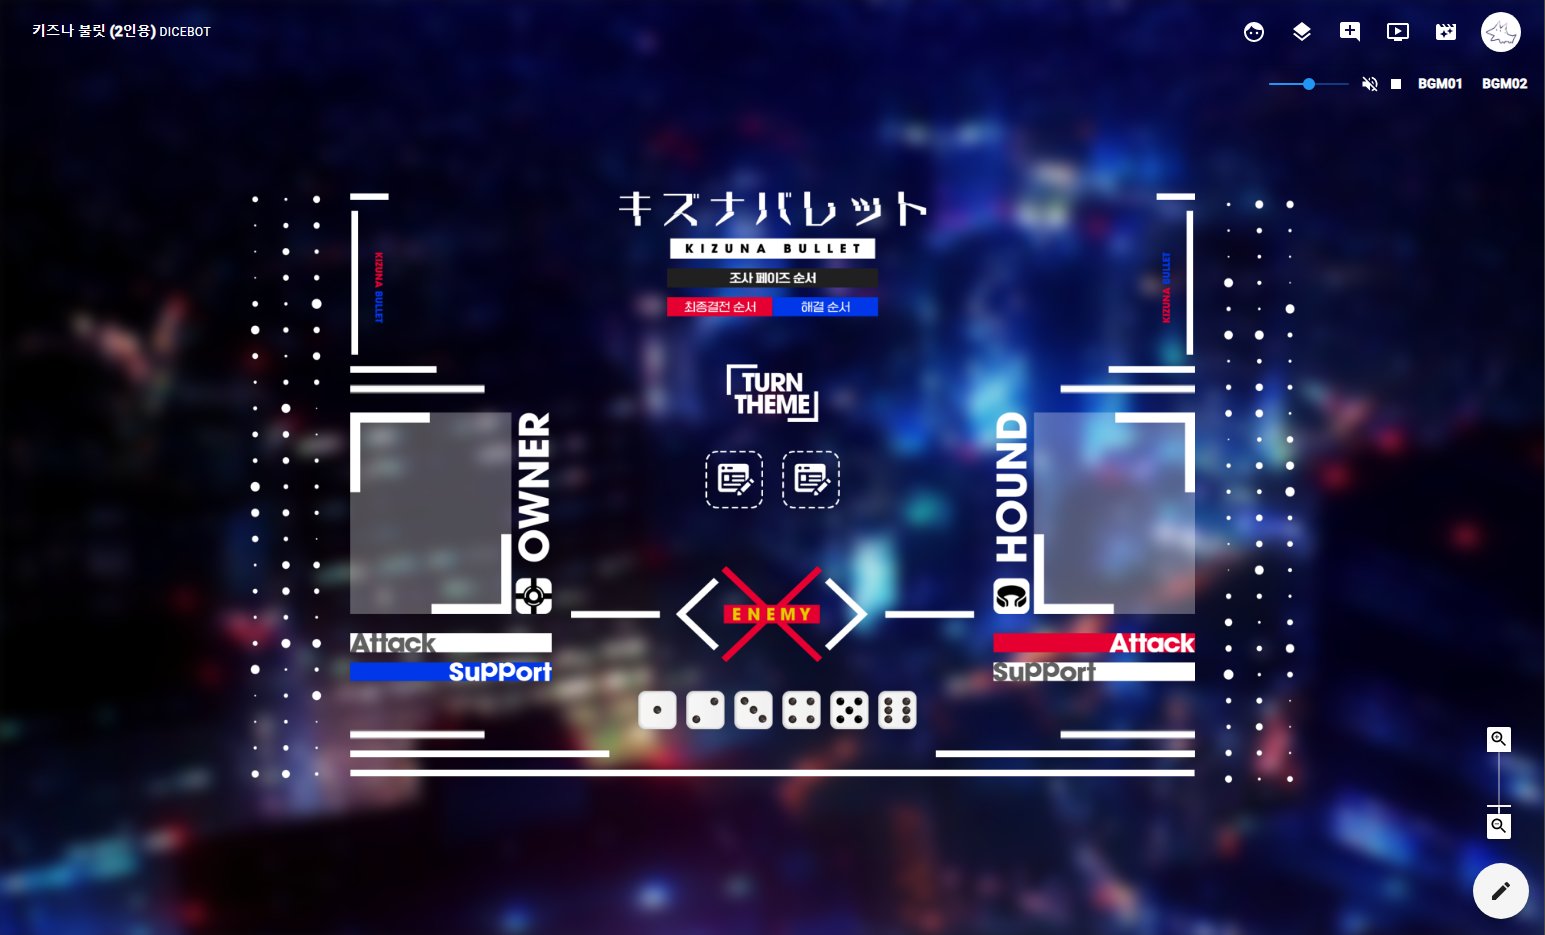 키즈나 불릿 (2인용) DICEBOT
BGM01 BGM02
キズナバレット
KIZUNA BULLET
조사 페이즈 순서
최종결전 순서 해결 순서
KIZUNA BULLET
KIZUNA BULLET
TURN
THEME
OWNER
HOUND
ENEMY
Attack
Support
Attack
Support